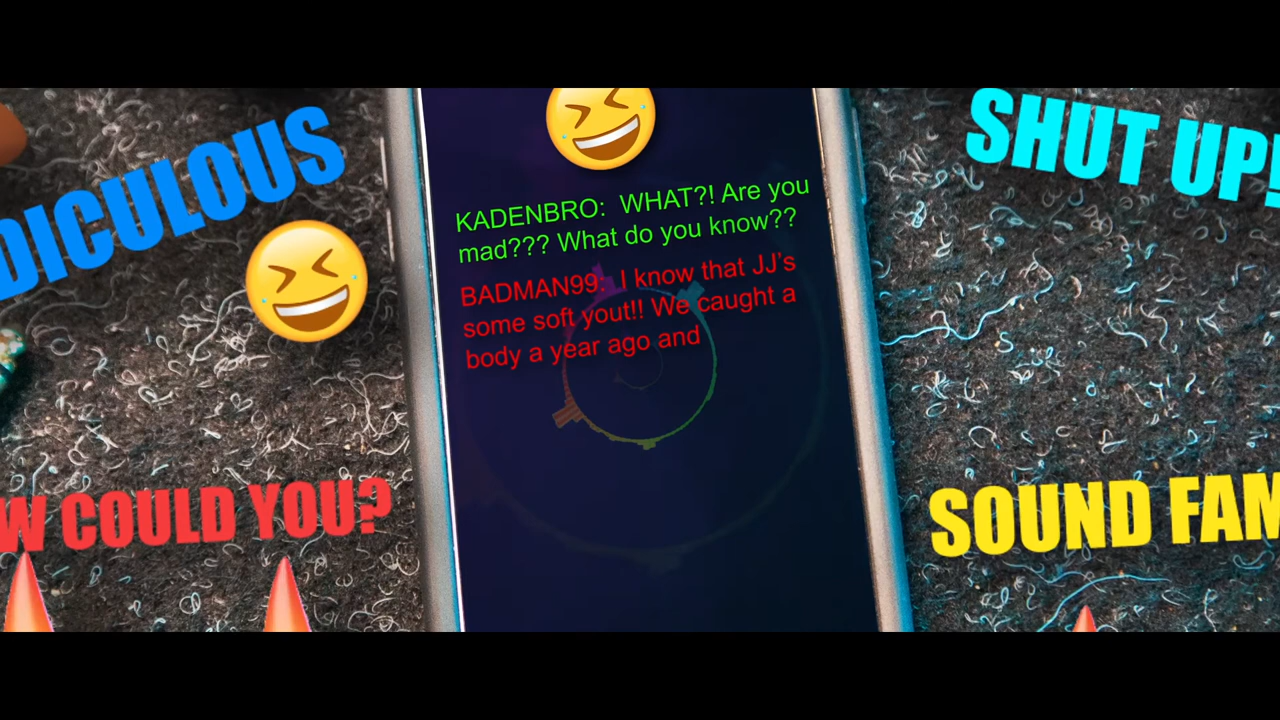 DICULOUS
SHUT UP!
KADENBRO: WHAT?! Are you
mad??? What do you know??
BADMAN99: I know that JJ's
some soft yout!! We caught a
body a year ago and
W COULD YOU?
SOUND FAM